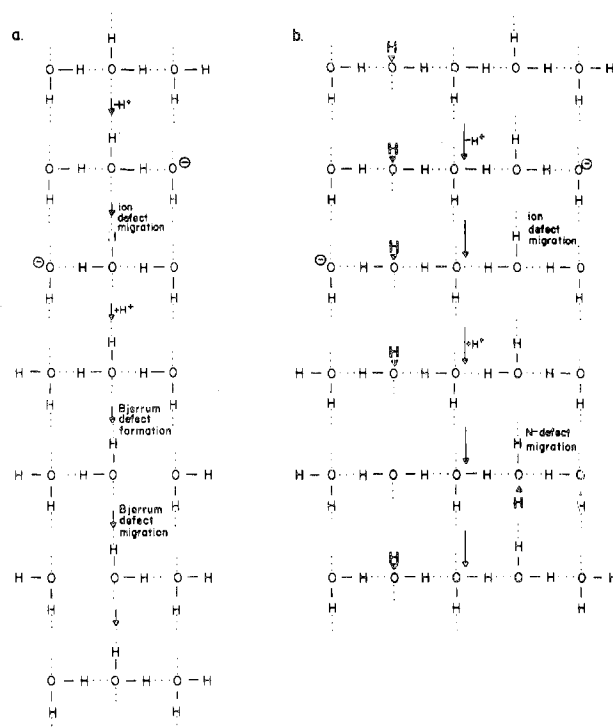 a.
H
O H O H O H
H H
-H+
H
O H O H O ⊖
H H
ion
defect
migration
H
⊖ O H O H O
H H
+H+
H
H O H O H O
H H
Bjerrum
defect
formation
H
H O H O H O H
H H
Bjerrum
defect
migration
H
H O O H O H
H H
H
O H O H O H
H H
b.
H H
O H O H O H O H O H
H H
-H+
H H
O H O H O H O H O ⊖
H H H
ion
defect
migration
H H
⊖ O H O H O H O H O
H H H
+H+
H H
H O H O H O H O H O
H H
N-defect
migration
H
H O H O H O H O H O
H H H H
H H
O H O H O H O H O H
H H